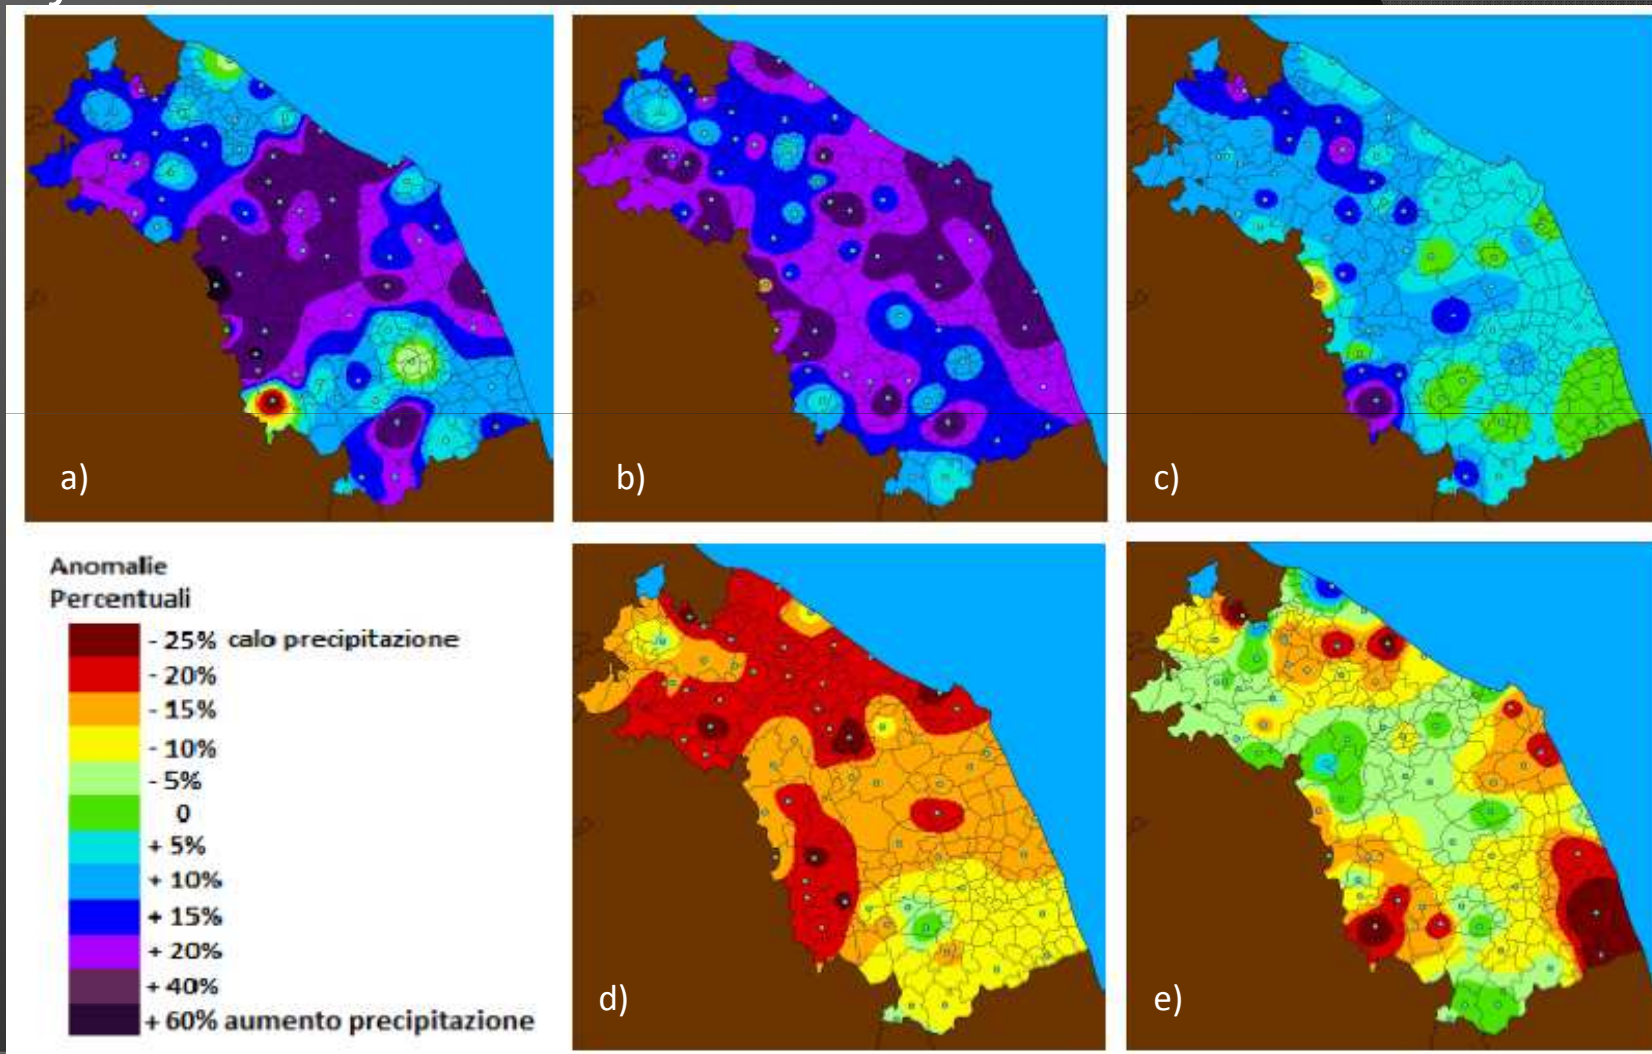 a)
b)
c)
Anomalie
Percentuali
- 25% calo precipitazione
- 20%
- 15%
- 10%
- 5%
0
+ 5%
+ 10%
+ 15%
+ 20%
+ 40%
+ 60% aumento precipitazione
d)
e)